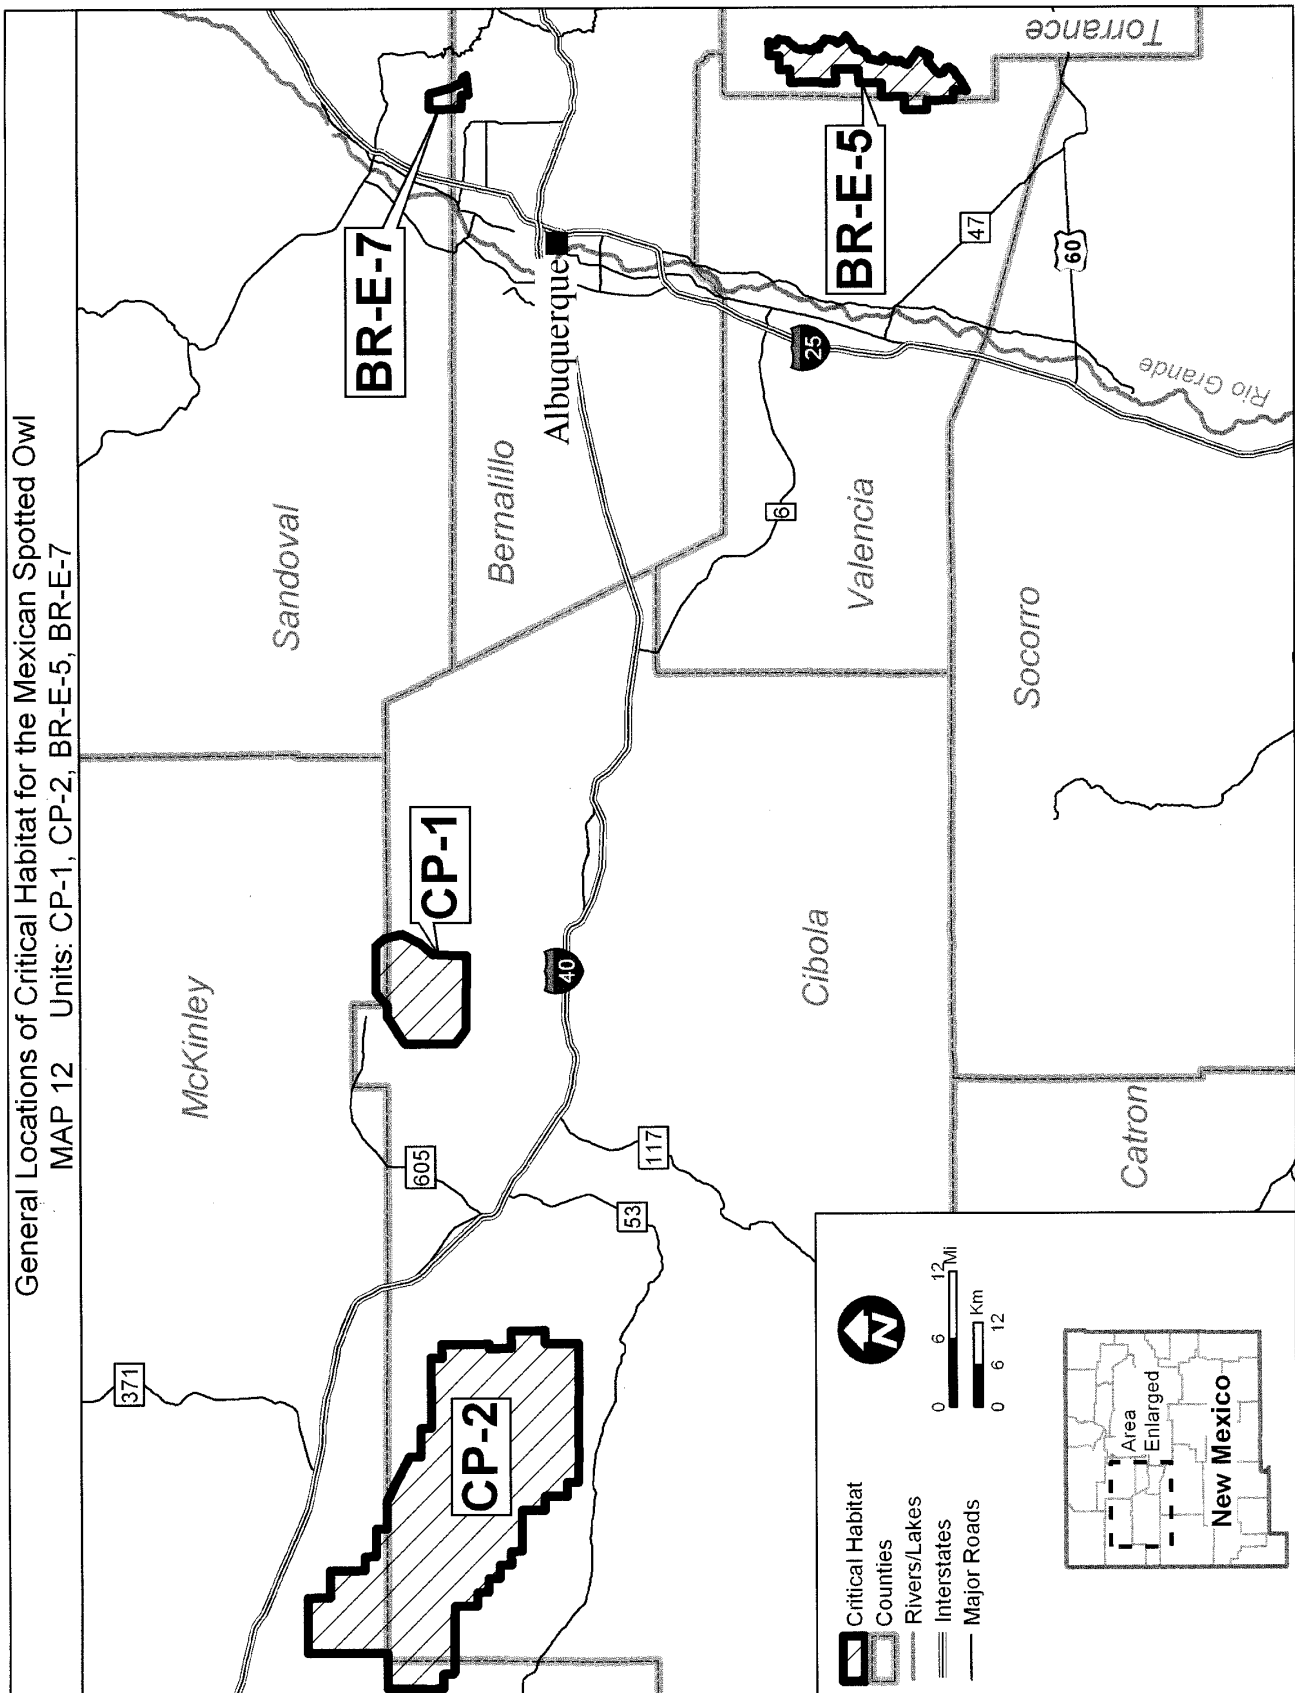 General Locations of Critical Habitat for the Mexican Spotted Owl
MAP 12 Units: CP-1, CP-2, BR-E-5, BR-E-7
371
McKinley
Sandoval
BR-E-7
CP-1
605
CP-2
Bernalillo
Albuquerque
40
53
117
6
25
BR-E-5
47
60
Torrance
Cibola
Valencia
Socorro
Catron
Rio Grande
Critical Habitat
Counties
Rivers/Lakes
Interstates
Major Roads
N
0 6 12 Mi
Km
0 6 12
Area
Enlarged
New Mexico